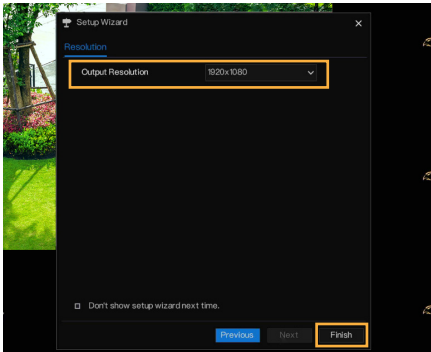 Setup Wizard
Resolution
Output Resolution 1920x1080
Don't show setup wizard next time.
Previous Next Finish